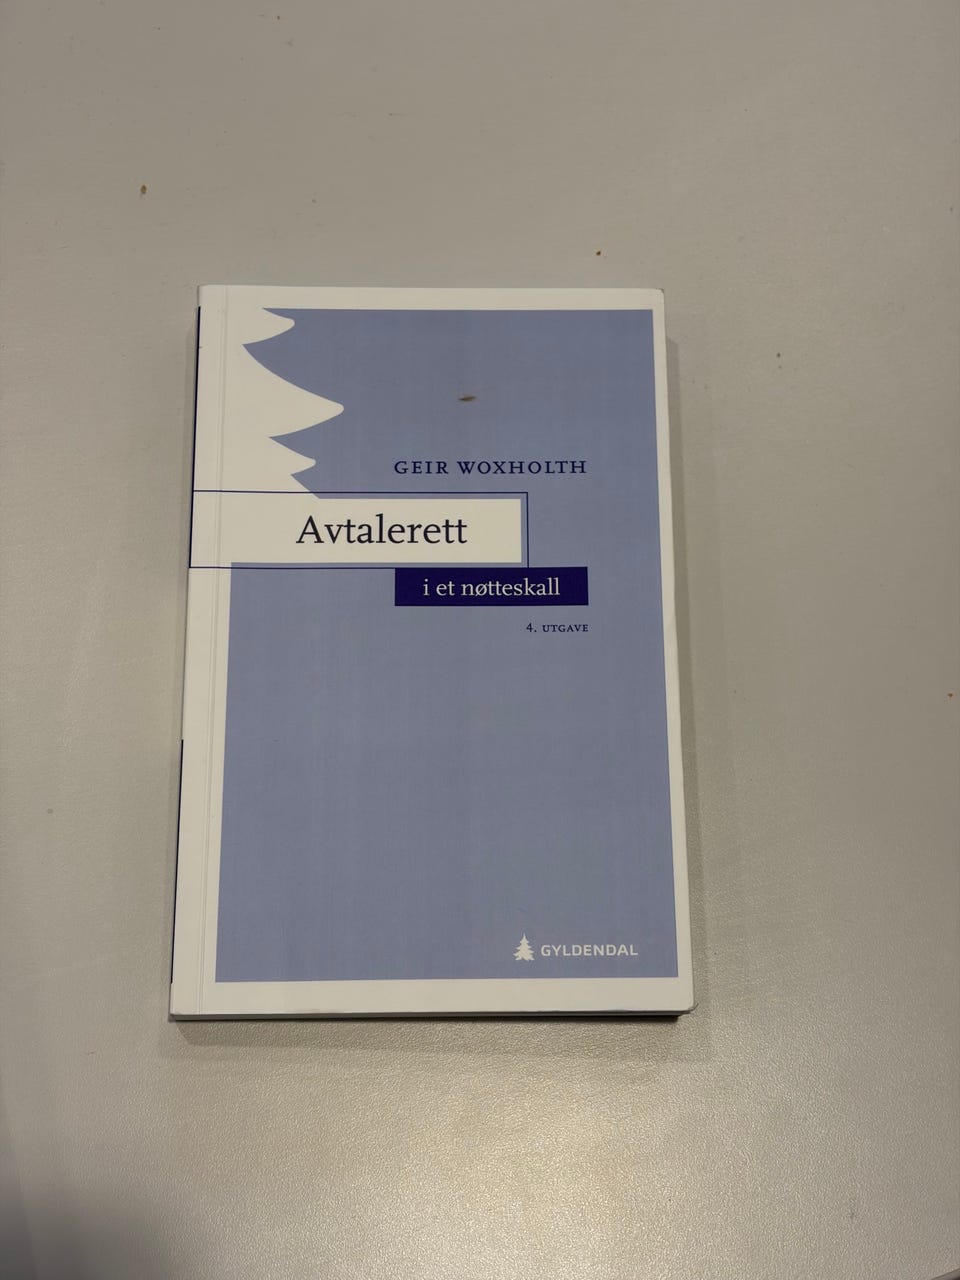 GEIR WOXHOLTH
Avtalerett
i et nøtteskall
4. UTGAVE
GYLDENDAL